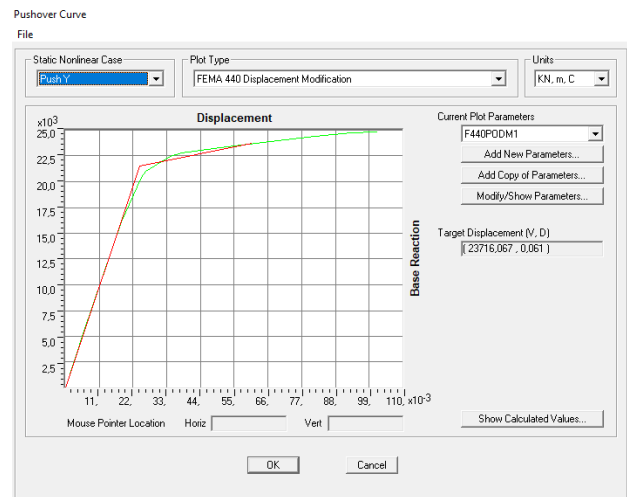 Pushover Curve
File
Static Nonlinear Case
Push Y
Plot Type
FEMA 440 Displacement Modification
Units
KN, m, C
Displacement
x10³
25,0
22,5
20,0
17,5
15,0
12,5
10,0
7,5
5,0
2,5
11, 22, 33, 44, 55, 66, 77, 88, 99, 110, x10-3
Base Reaction
Mouse Pointer Location Horiz Vert
Current Plot Parameters
F440PODM1
Add New Parameters...
Add Copy of Parameters...
Modify/Show Parameters...
Target Displacement (V, D)
( 23716,067 , 0,061 )
Show Calculated Values...
OK Cancel